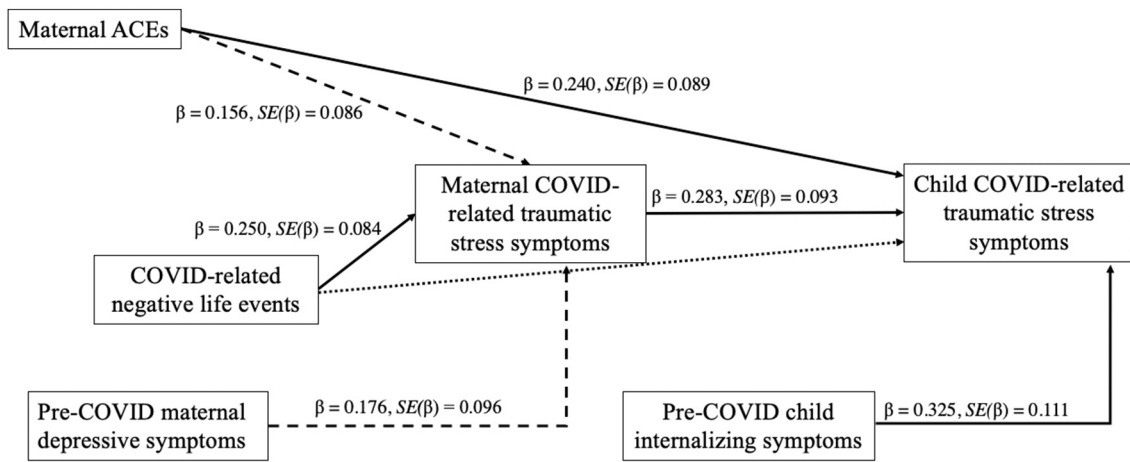 Maternal ACEs
β = 0.240, SE(β) = 0.089
β = 0.156, SE(β) = 0.086
Maternal COVID-
related traumatic
stress symptoms
β = 0.283, SE(β) = 0.093
Child COVID-related
traumatic stress
symptoms
β = 0.250, SE(β) = 0.084
COVID-related
negative life events
Pre-COVID maternal
depressive symptoms
β = 0.176, SE(β) = 0.096
Pre-COVID child
internalizing symptoms
β = 0.325, SE(β) = 0.111